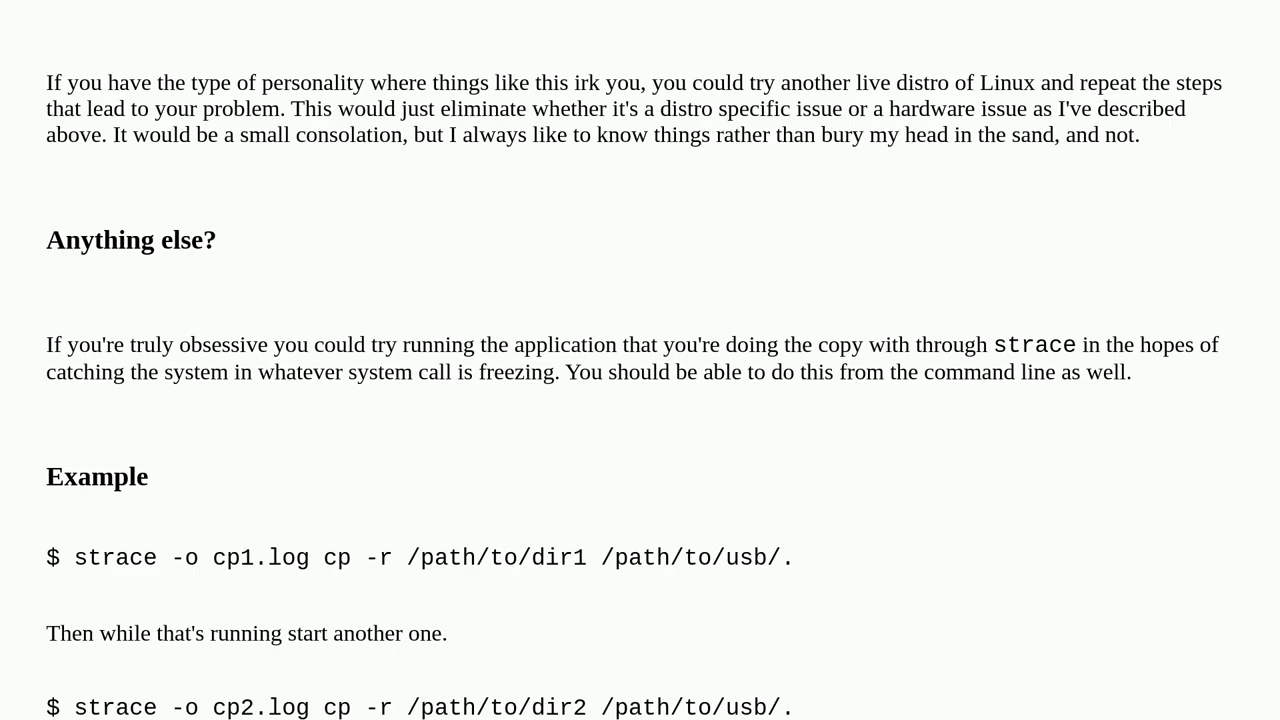 If you have the type of personality where things like this irk you, you could try another live distro of Linux and repeat the steps
that lead to your problem. This would just eliminate whether it's a distro specific issue or a hardware issue as I've described
above. It would be a small consolation, but I always like to know things rather than bury my head in the sand, and not.
Anything else?
If you're truly obsessive you could try running the application that you're doing the copy with through strace in the hopes of
catching the system in whatever system call is freezing. You should be able to do this from the command line as well.
Example
$ strace -o cp1.log cp -r /path/to/dir1 /path/to/usb/.
Then while that's running start another one.
$ strace -o cp2.log cp -r /path/to/dir2 /path/to/usb/.